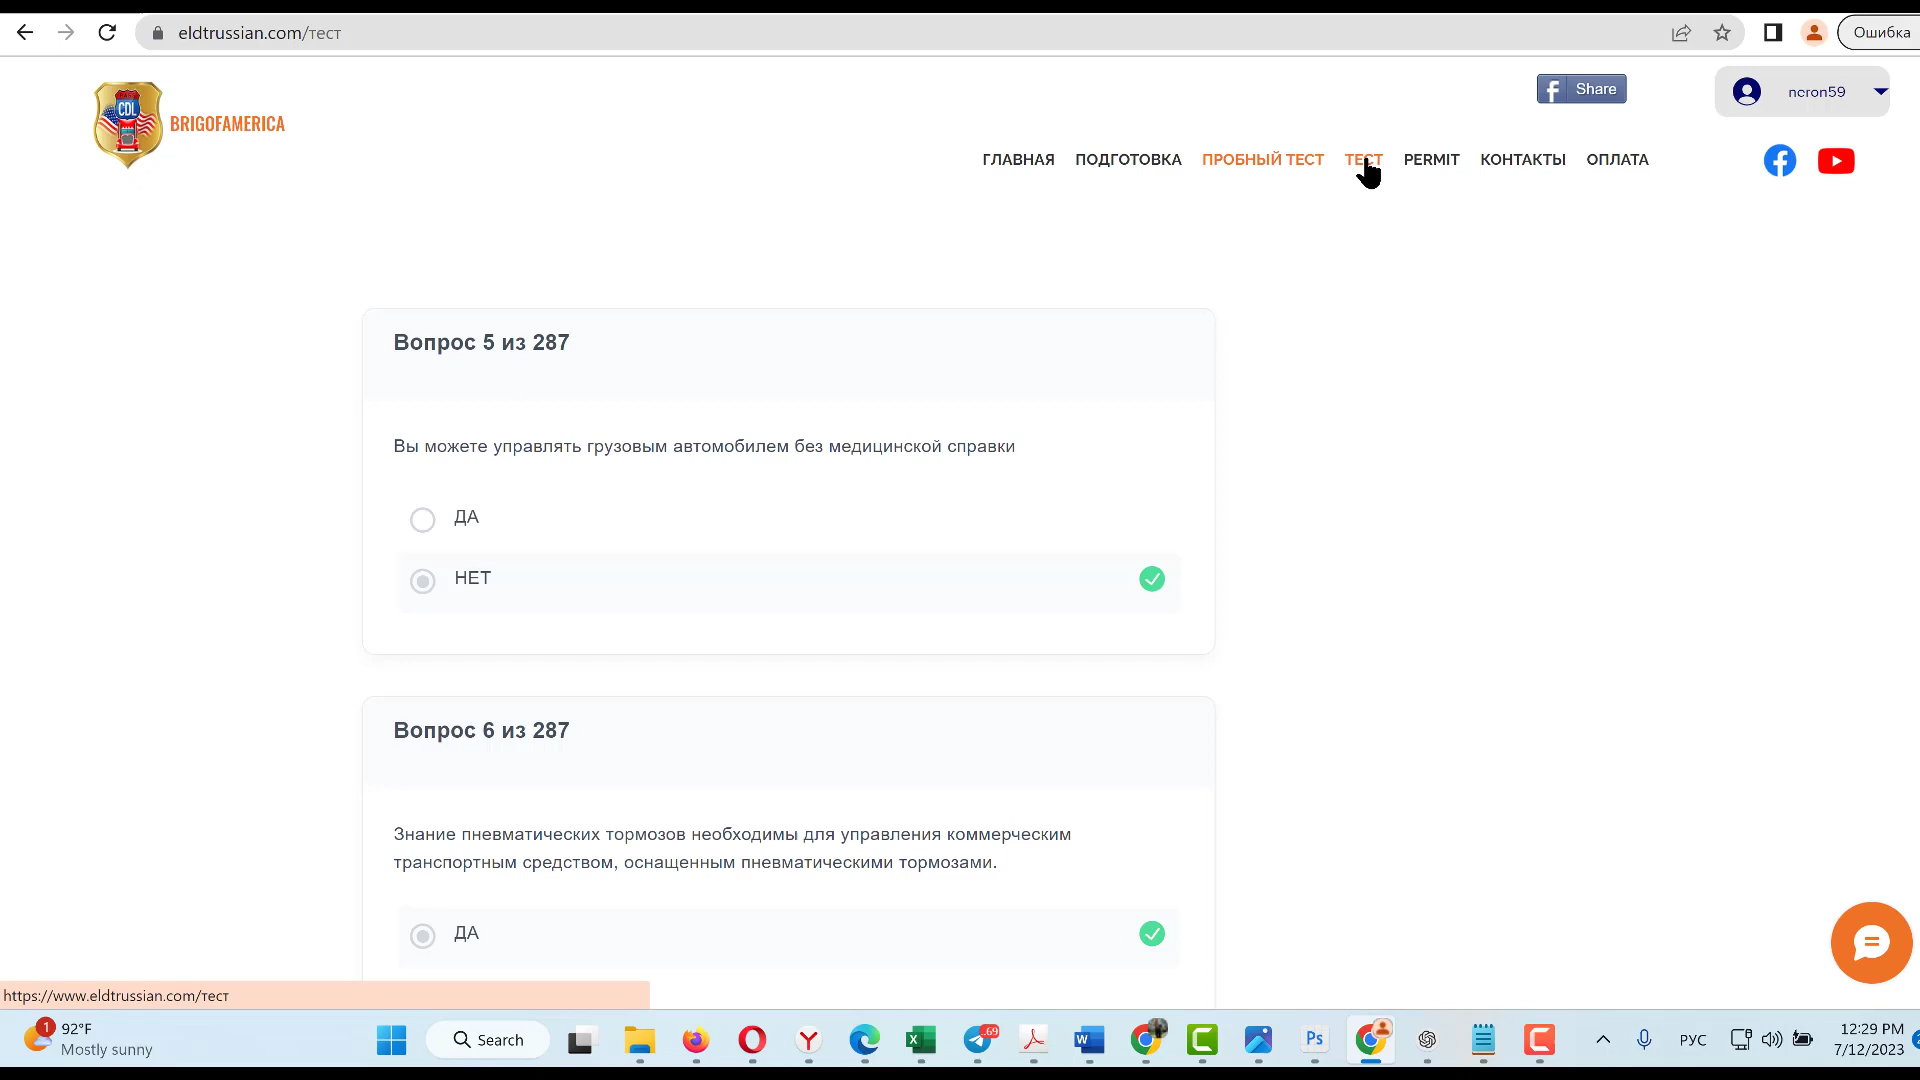 eldtrussian.com/тест
Ошибка
CDL
BRIGOFAMERICA
Share
ncron59
ГЛАВНАЯ ПОДГОТОВКА ПРОБНЫЙ ТЕСТ ТЕСТ PERMIT КОНТАКТЫ ОПЛАТА
Вопрос 5 из 287
Вы можете управлять грузовым автомобилем без медицинской справки
ДА
НЕТ
Вопрос 6 из 287
Знание пневматических тормозов необходимы для управления коммерческим
транспортным средством, оснащенным пневматическими тормозами.
ДА
https://www.eldtrussian.com/тест
1
92°F
Mostly sunny
Search
..69
Ps
РУС
12:29 PM
7/12/2023